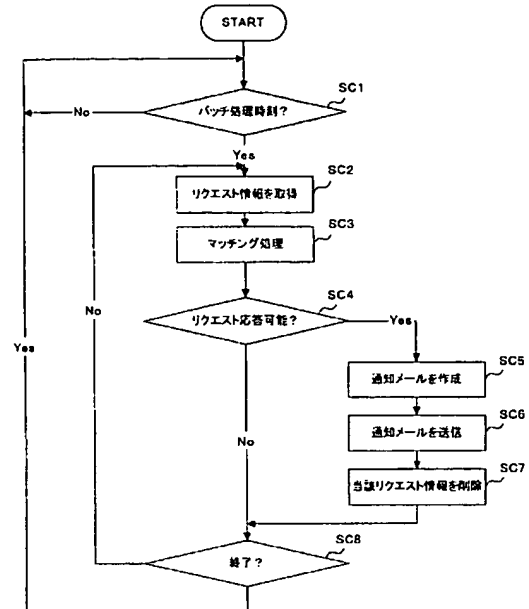 START
SC1
バッチ処理時刻?
No
Yes
SC2
リクエスト情報を取得
SC3
マッチング処理
SC4
リクエスト応答可能?
Yes
No
Yes
SC5
通知メールを作成
SC6
通知メールを送信
No
SC7
当該リクエスト情報を削除
SC8
終了?